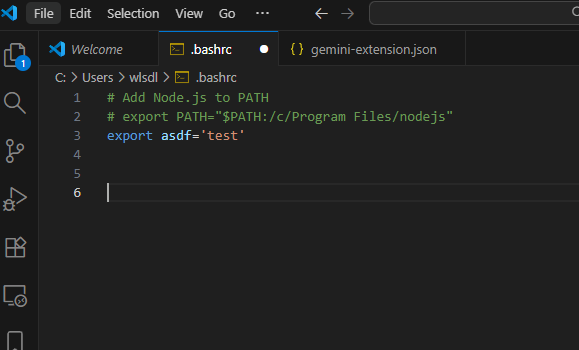 File Edit Selection View Go ···
Welcome .bashrc gemini-extension.json
1
C: > Users > wlsdl > .bashrc
1 # Add Node.js to PATH
2 # export PATH="$PATH:/c/Program Files/nodejs"
3 export asdf='test'
4
5
6